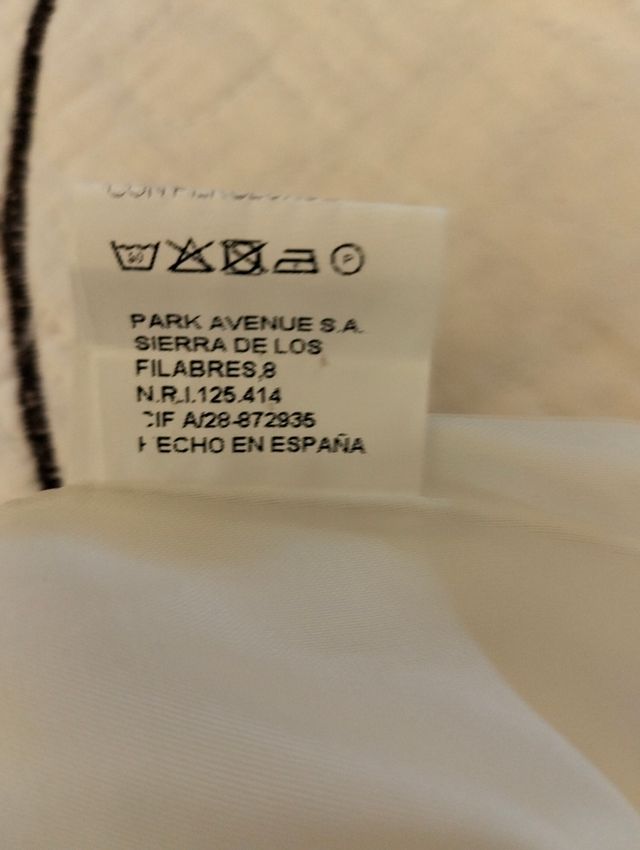 PARK AVENUE S.A.
SIERRA DE LOS
FILABRES,8
N.R.I.125.414
CIF A/28-872935
HECHO EN ESPAÑA